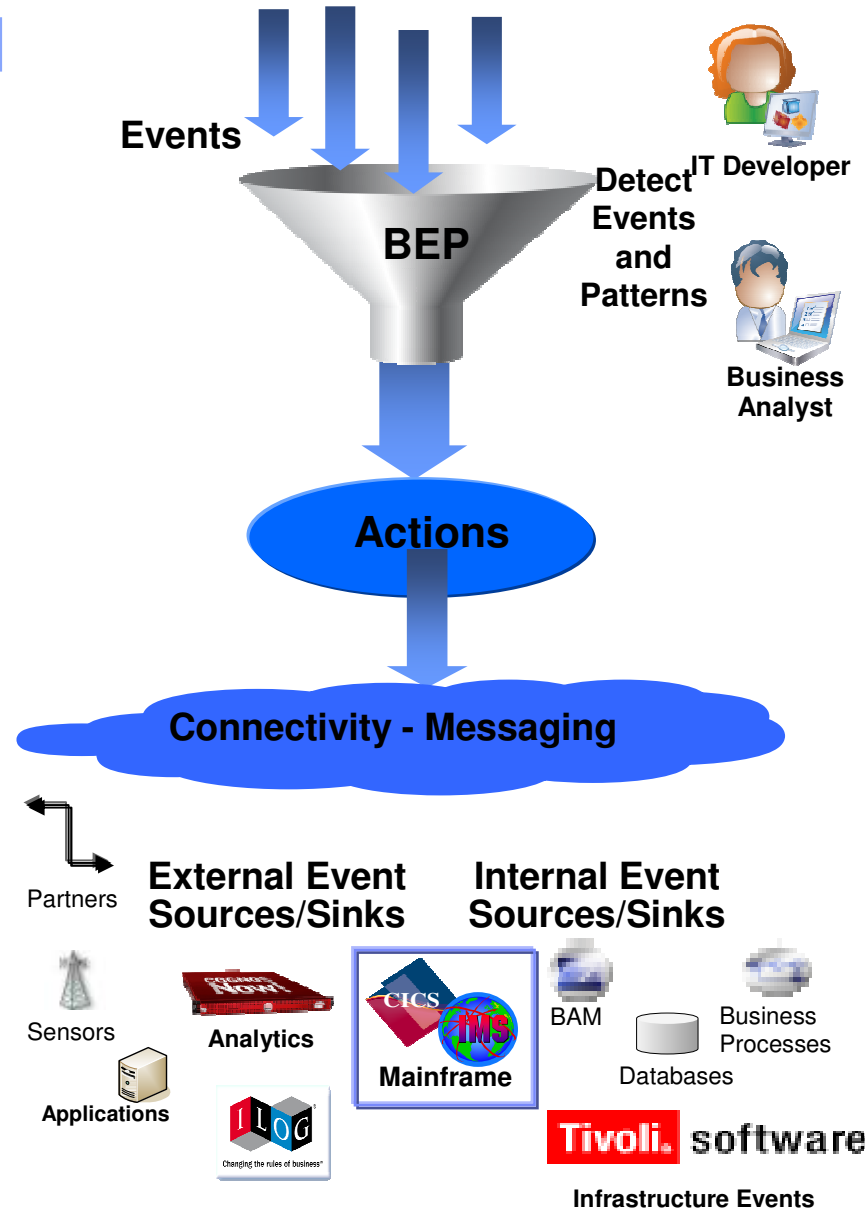 Events
IT Developer
Detect
Events
and
Patterns
BEP
Business
Analyst
Actions
Connectivity - Messaging
Partners
External Event
Sources/Sinks
Internal Event
Sources/Sinks
Sensors
COGNOS
NOW!
Analytics
CICS
IMS
Mainframe
BAM
Business
Processes
Databases
Applications
ILOG
Changing the rules of business®
Tivoli. software
Infrastructure Events